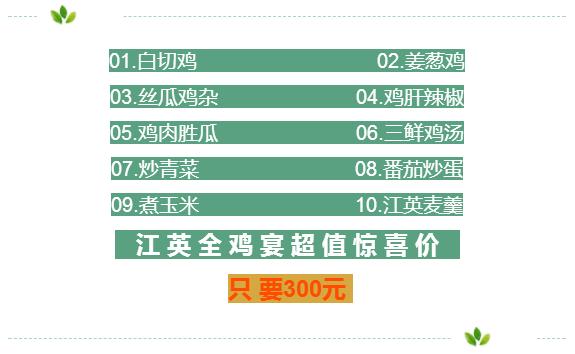 01.白切鸡 02.姜葱鸡
03.丝瓜鸡杂 04.鸡肝辣椒
05.鸡肉胜瓜 06.三鲜鸡汤
07.炒青菜 08.番茄炒蛋
09.煮玉米 10.江英麦羹
江英全鸡宴超值惊喜价
只 要300元